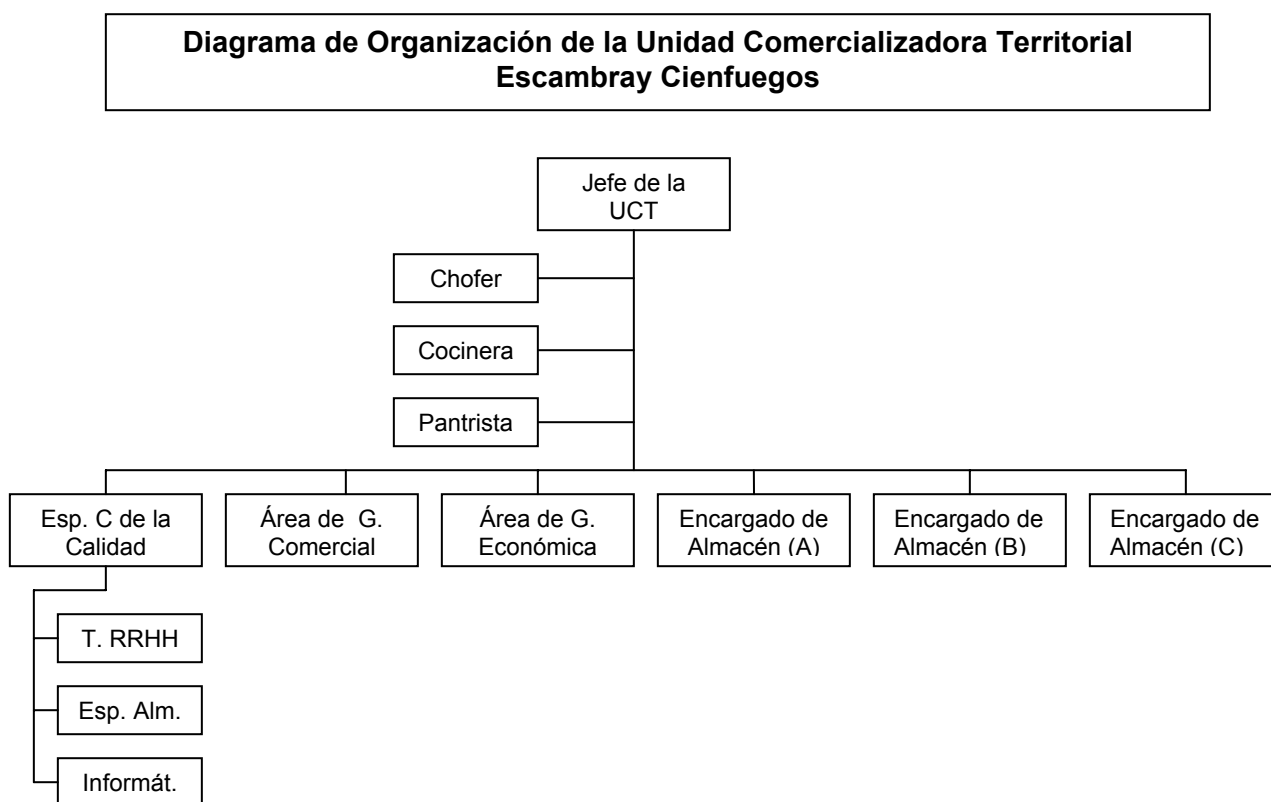 Diagrama de Organización de la Unidad Comercializadora Territorial
Escambray Cienfuegos
Jefe de la
UCT
Chofer
Cocinera
Pantrista
Esp. C de la
Calidad
Área de G.
Comercial
Área de G.
Económica
Encargado de
Almacén (A)
Encargado de
Almacén (B)
Encargado de
Almacén (C)
T. RRHH
Esp. Alm.
Informát.